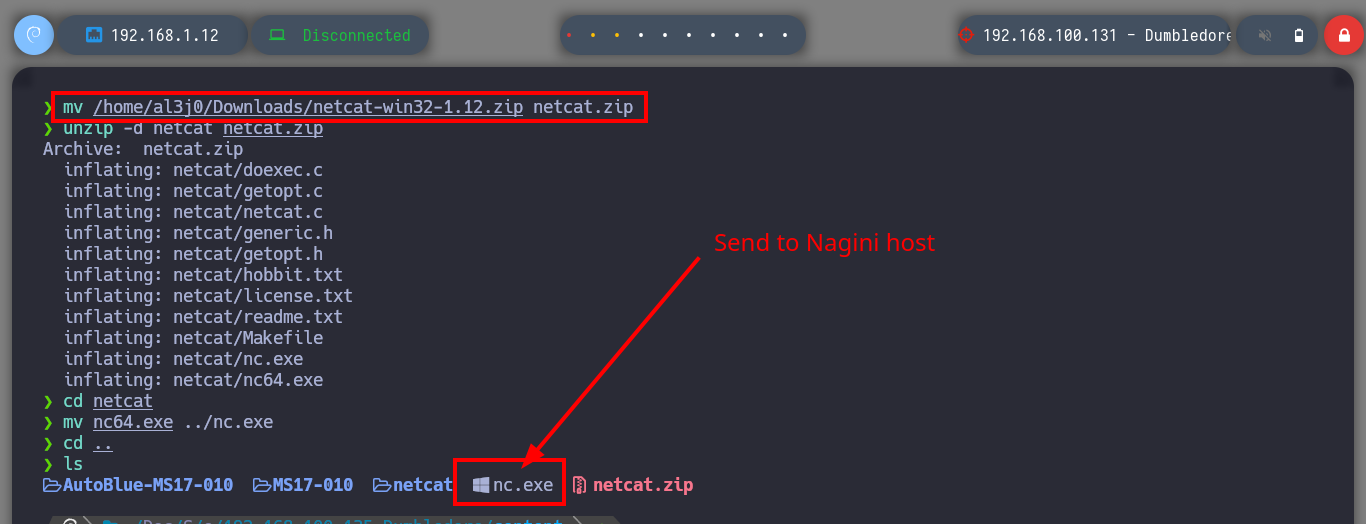 192.168.1.12 Disconnected 192.168.100.131 - Dumbledore
❯ mv /home/al3j0/Downloads/netcat-win32-1.12.zip netcat.zip
❯ unzip -d netcat netcat.zip
Archive:  netcat.zip
inflating: netcat/doexec.c
inflating: netcat/getopt.c
inflating: netcat/netcat.c
inflating: netcat/generic.h
Send to Nagini host
inflating: netcat/getopt.h
inflating: netcat/hobbit.txt
inflating: netcat/license.txt
inflating: netcat/readme.txt
inflating: netcat/Makefile
inflating: netcat/nc.exe
inflating: netcat/nc64.exe
❯ cd netcat
❯ mv nc64.exe ../nc.exe
❯ cd ..
❯ ls
AutoBlue-MS17-010 MS17-010 netcat nc.exe netcat.zip